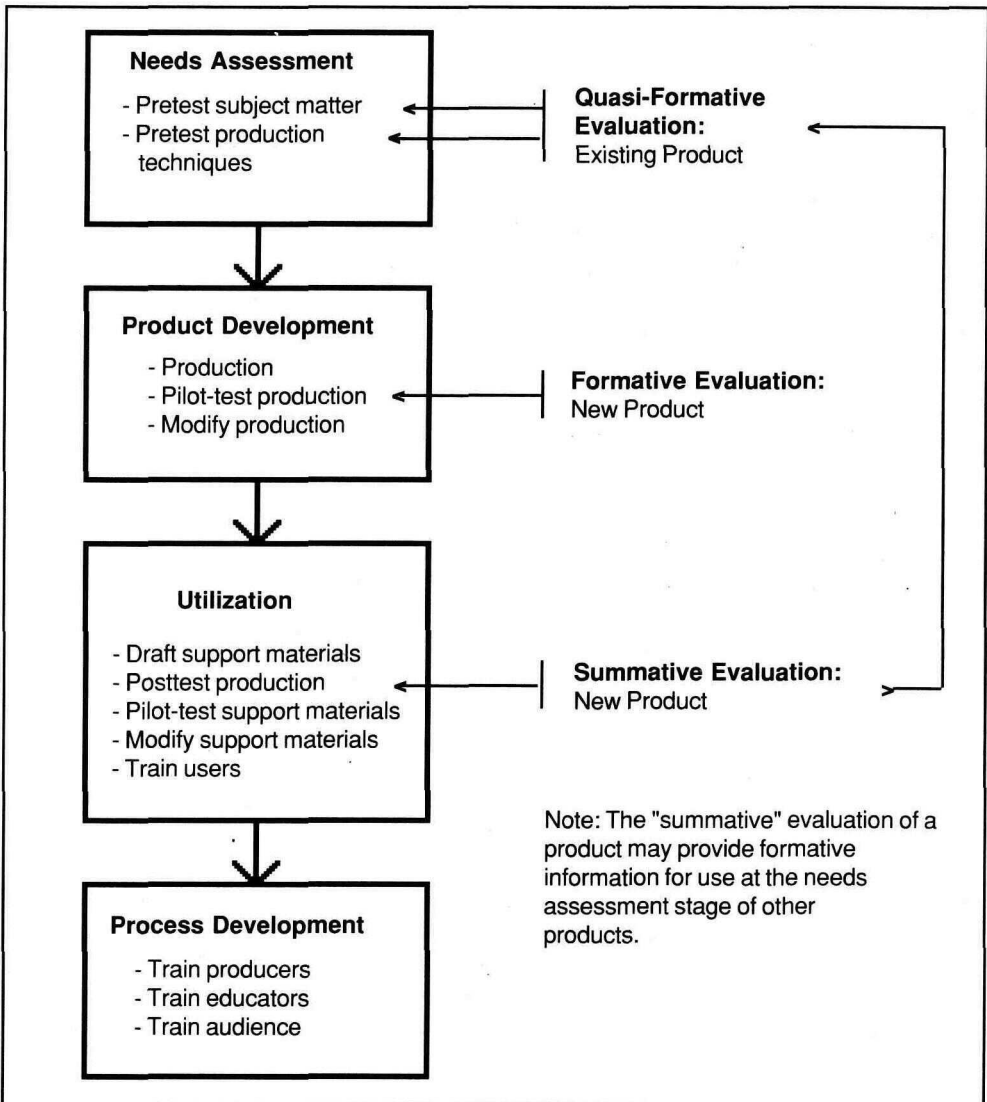 Needs Assessment
- Pretest subject matter
- Pretest production
techniques
Quasi-Formative
Evaluation:
Existing Product
Product Development
- Production
- Pilot-test production
- Modify production
Formative Evaluation:
New Product
Utilization
- Draft support materials
- Posttest production
- Pilot-test support materials
- Modify support materials
- Train users
Summative Evaluation:
New Product
Note: The "summative" evaluation of a
product may provide formative
information for use at the needs
assessment stage of other
products.
Process Development
- Train producers
- Train educators
- Train audience